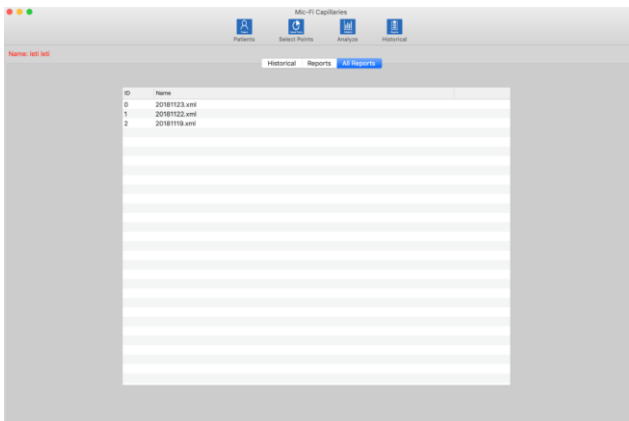 Mic-Fi Capillaries
Patients Select Points Analyze Historical
Name: leti leti
Historical Reports All Reports
ID Name
0 20181123.xml
1 20181122.xml
2 20181119.xml